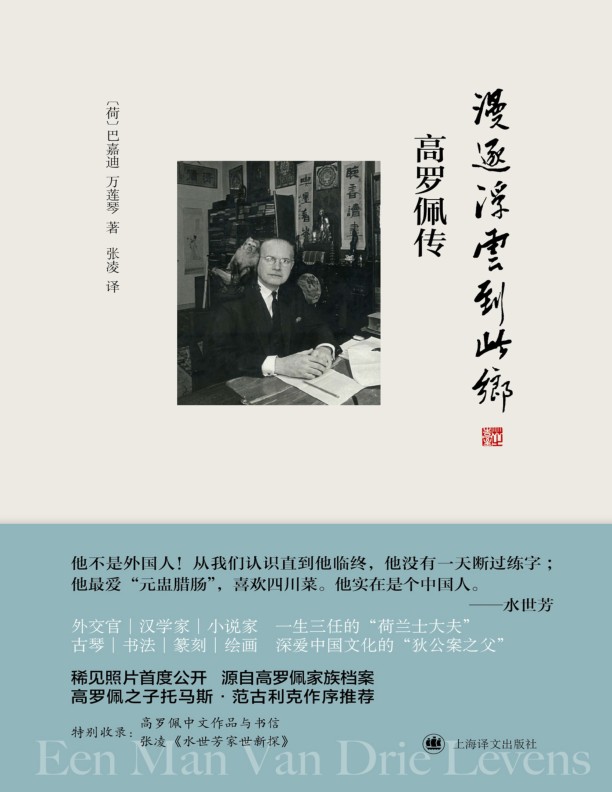 漫逐浮雲到此鄉
高罗佩传
〔荷〕巴嘉迪 万莲琴 著 张凌 译
他不是外国人！从我们认识直到他临终，他没有一天断过练字；
他最爱“元盅腊肠”，喜欢四川菜。他实在是个中国人。
——水世芳
外交官｜汉学家｜小说家 一生三任的“荷兰士大夫”
古琴｜书法｜篆刻｜绘画 深爱中国文化的“狄公案之父”
稀见照片首度公开 源自高罗佩家族档案
高罗佩之子托马斯·范古利克作序推荐
特别收录：
高罗佩中文作品与书信
张凌《水世芳家世新探》
上海译文出版社
Een Man Van Drie Levens